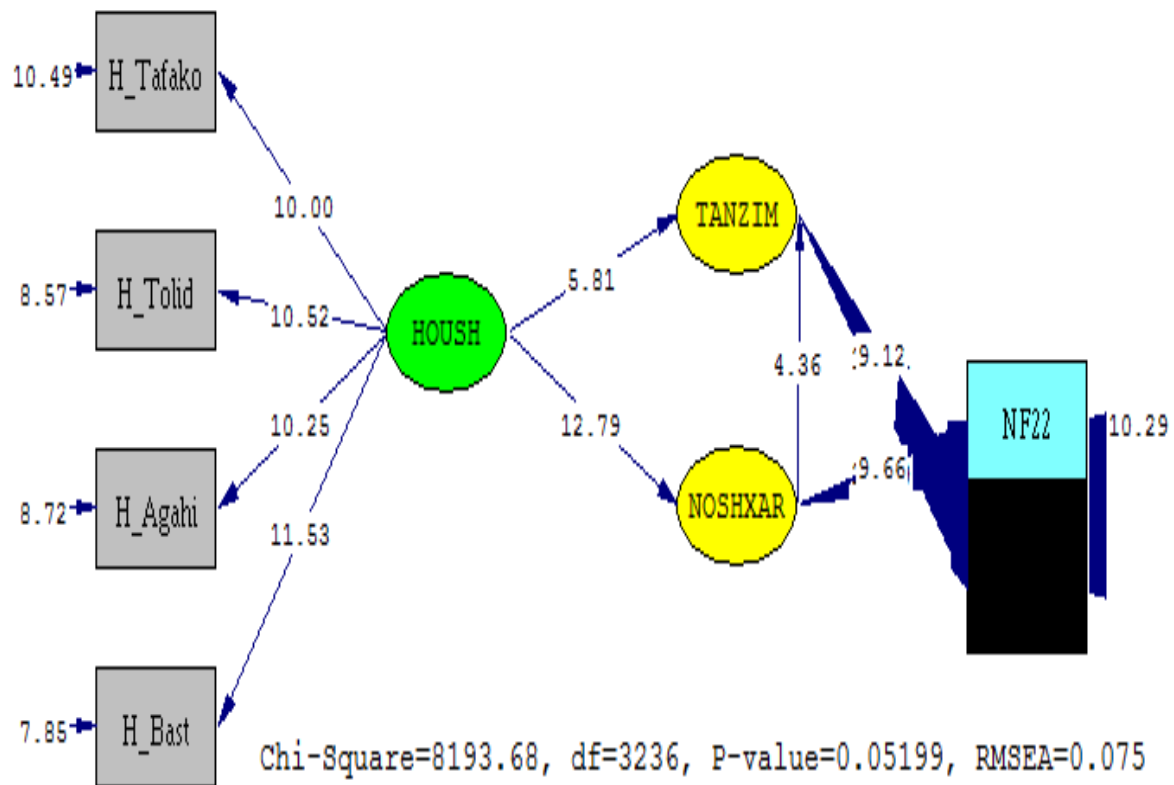 10.49
H_Tafako
10.00
8.57
H_Tolid
10.52
8.72
H_Agahi
10.25
7.85
H_Bast
11.53
HOUSH
5.81
12.79
TANZIM
4.36
NOSHXAR
9.12
9.66
NF22
10.29
Chi-Square=8193.68, df=3236, P-value=0.05199, RMSEA=0.075